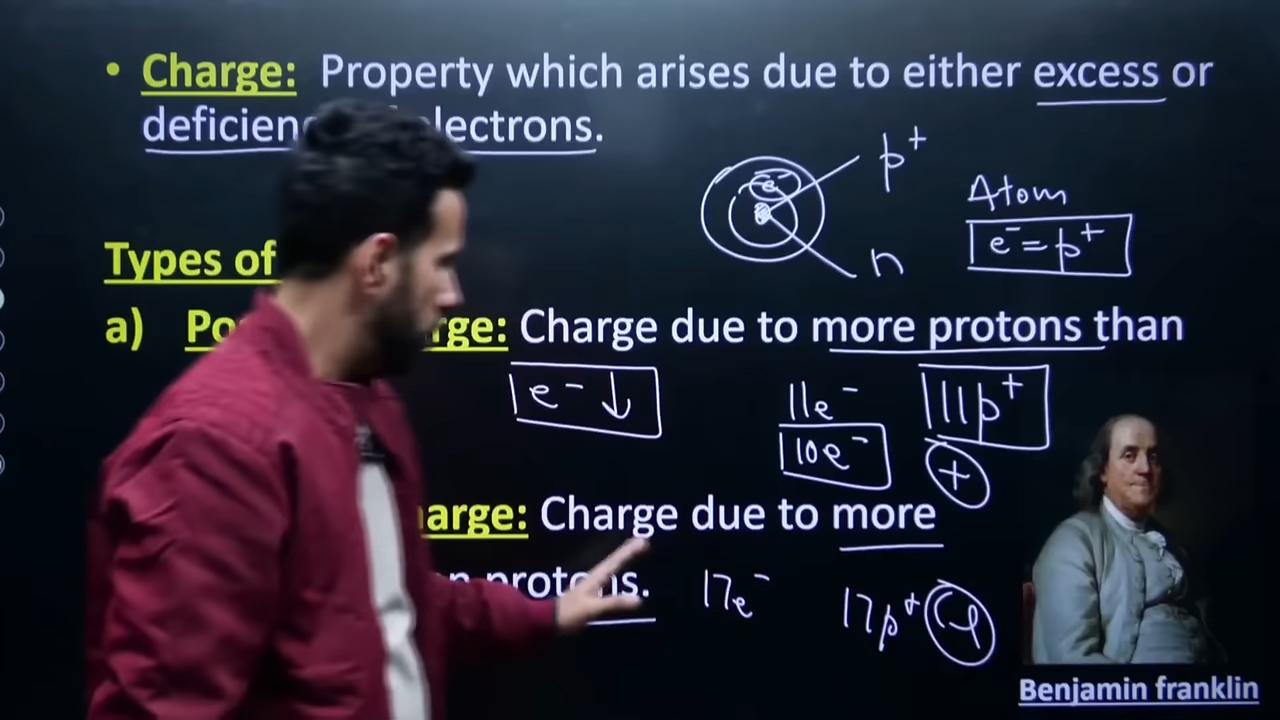 • Charge: Property which arises due to either excess or
deficien lectrons.
p⁺
Atom
e⁻ = p⁺
n
Types of
a) Po rge: Charge due to more protons than
e⁻ ↓
11e⁻
11p⁺
10e⁻
+
arge: Charge due to more
n protons.
17e⁻ 17p⁺
Benjamin franklin